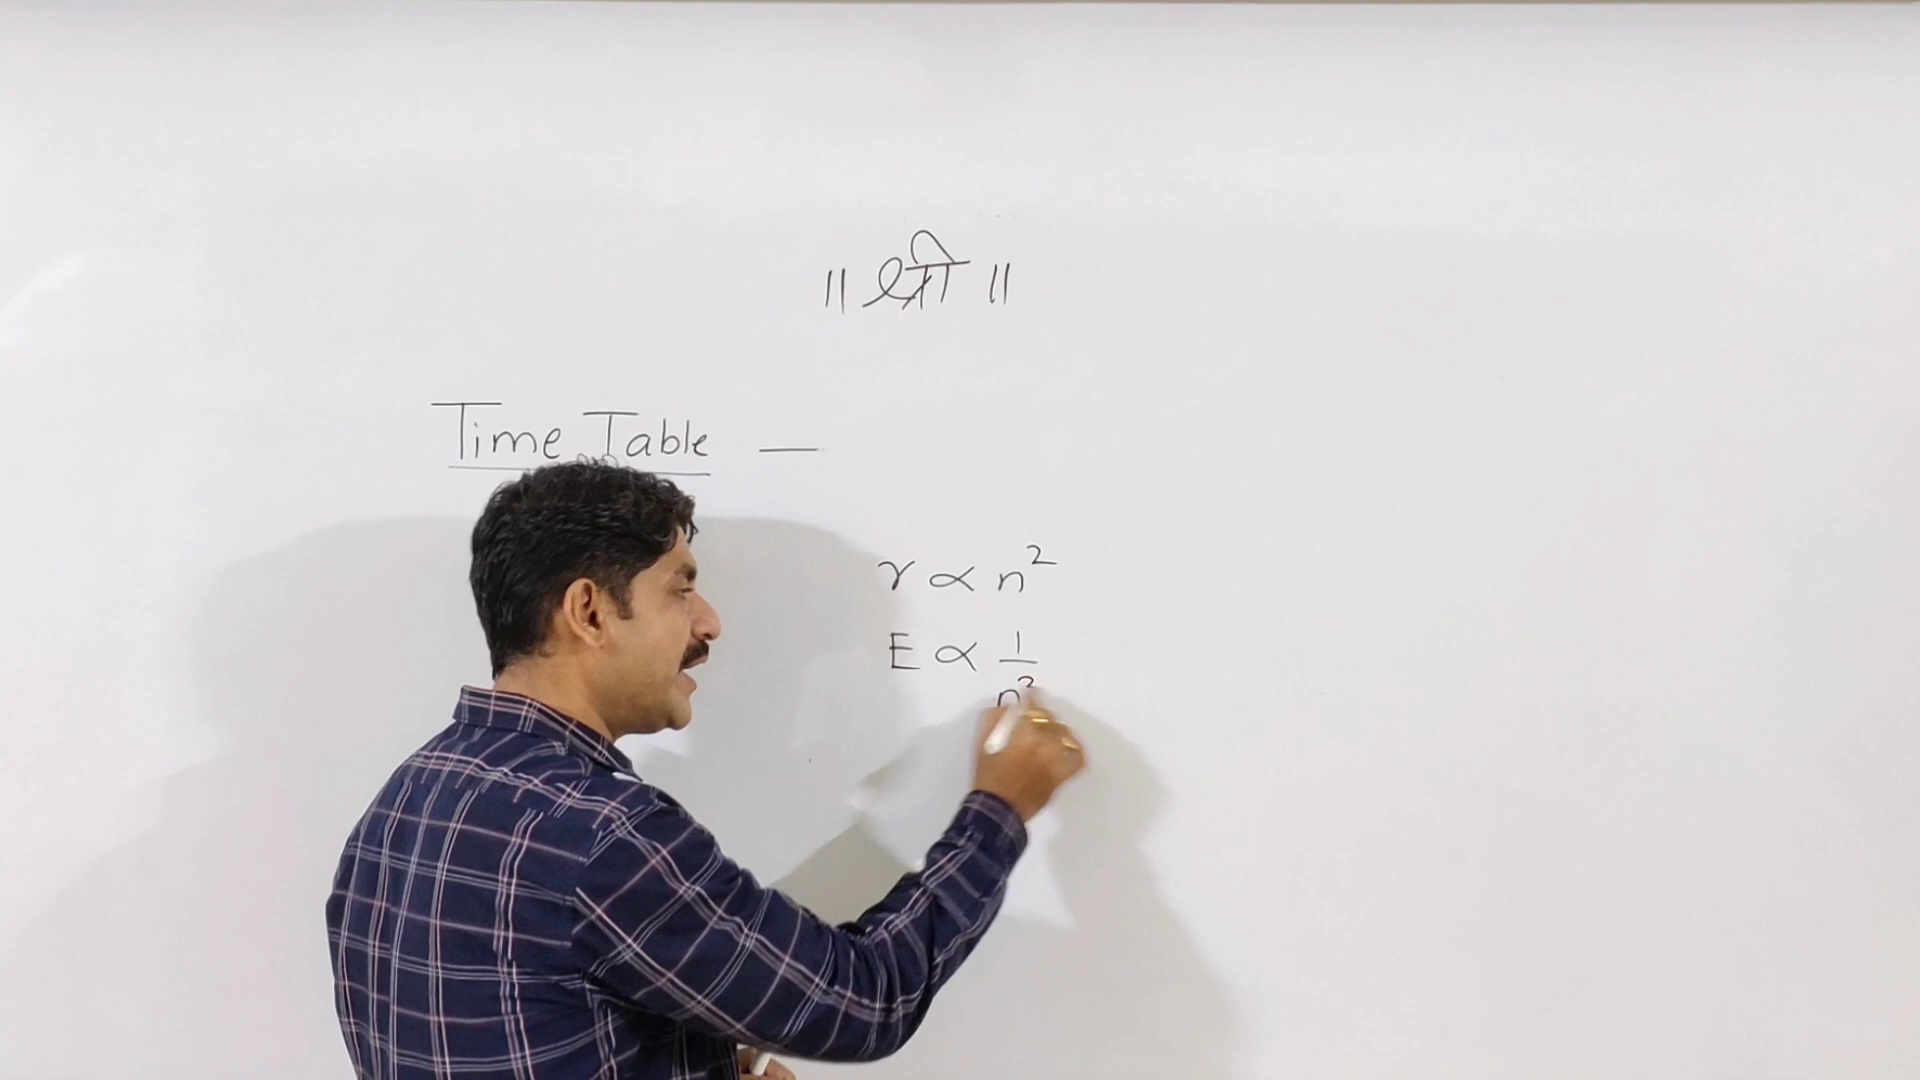 ॥ श्री ॥
Time Table —
r ∝ n²
E ∝ 1/n²